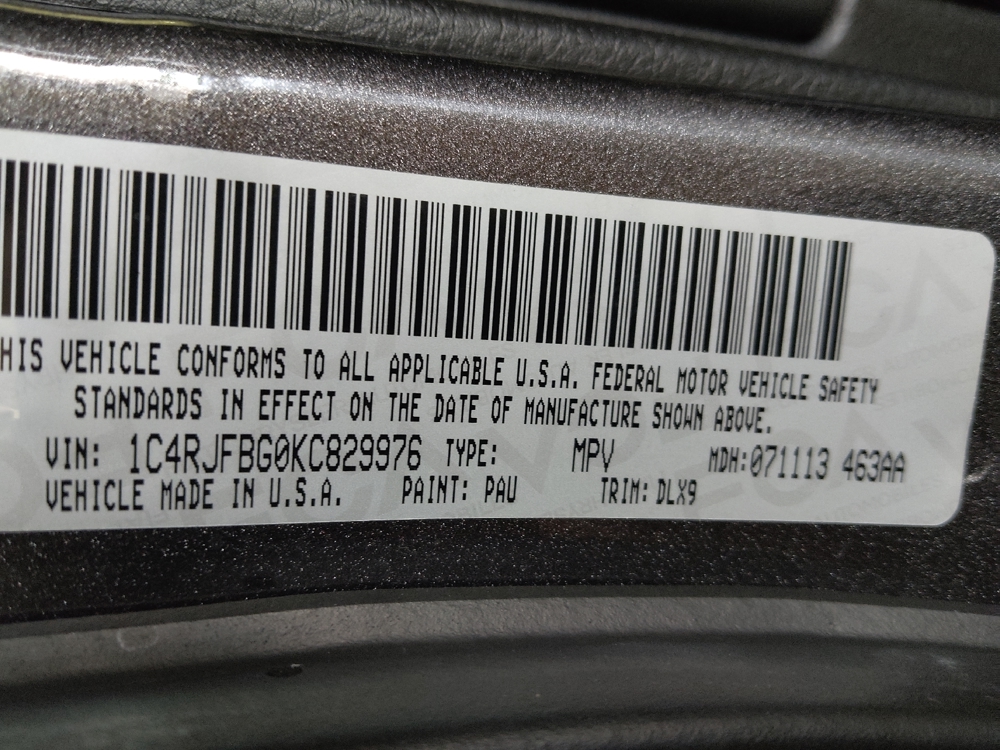 HIS VEHICLE CONFORMS TO ALL APPLICABLE U.S.A. FEDERAL MOTOR VEHICLE SAFETY
STANDARDS IN EFFECT ON THE DATE OF MANUFACTURE SHOWN ABOVE.
VIN: 1C4RJFBG0KC829976 TYPE: MPV MDH:071113 463AA
VEHICLE MADE IN U.S.A. PAINT: PAU TRIM: DLX9